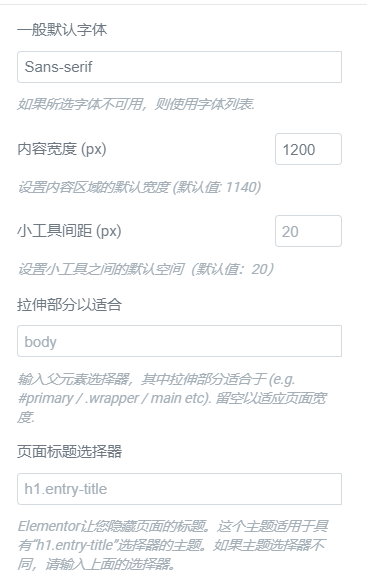 一般默认字体
Sans-serif
如果所选字体不可用，则使用字体列表.
内容宽度 (px)
1200
设置内容区域的默认宽度 (默认值: 1140)
小工具间距 (px)
20
设置小工具之间的默认空间（默认值：20）
拉伸部分以适合
body
输入父元素选择器，其中拉伸部分适合于 (e.g.
#primary / .wrapper / main etc). 留空以适应页面宽
度.
页面标题选择器
h1.entry-title
Elementor让您隐藏页面的标题。这个主题适用于具
有“h1.entry-title”选择器的主题。如果主题选择器不
同，请输入上面的选择器。